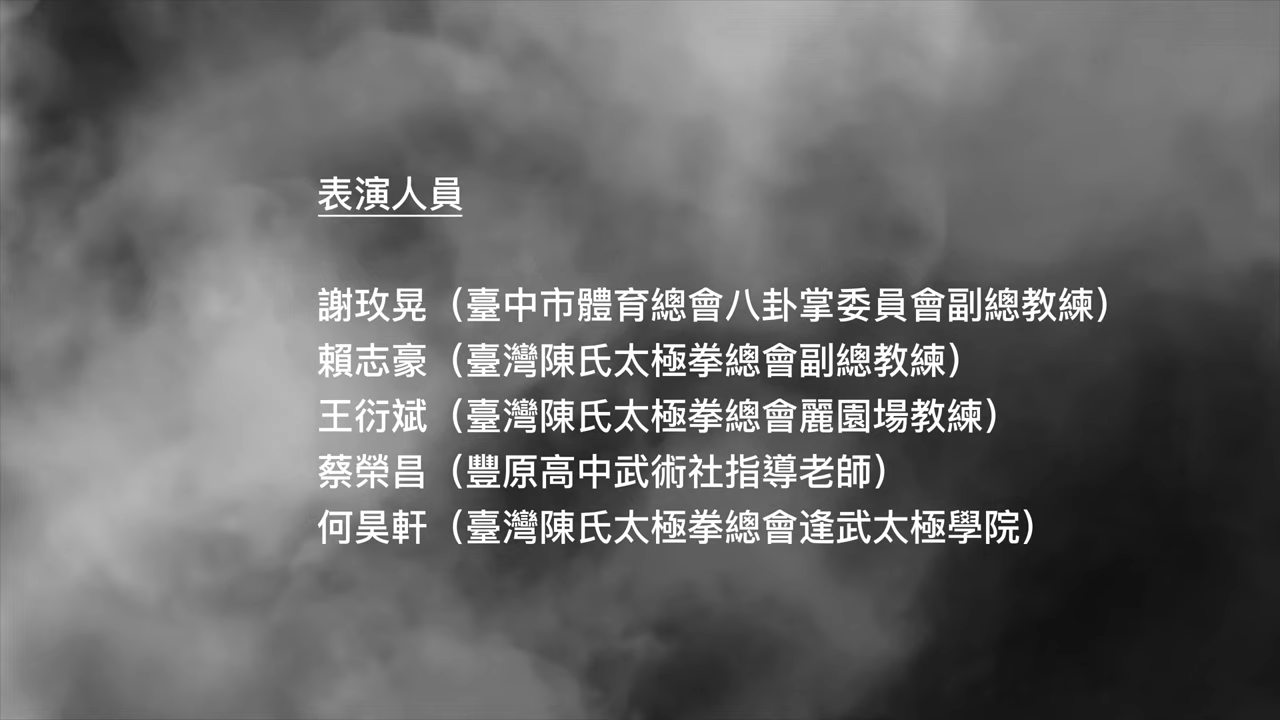 表演人員
謝玫晃（臺中市體育總會八卦掌委員會副總教練）
賴志豪（臺灣陳氏太極拳總會副總教練）
王衍斌（臺灣陳氏太極拳總會麗園場教練）
蔡榮昌（豐原高中武術社指導老師）
何昊軒（臺灣陳氏太極拳總會逢武太極學院）